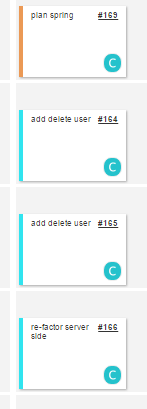 plan spring #169
C
add delete user #164
C
add delete user #165
C
re-factor server #166
side
C